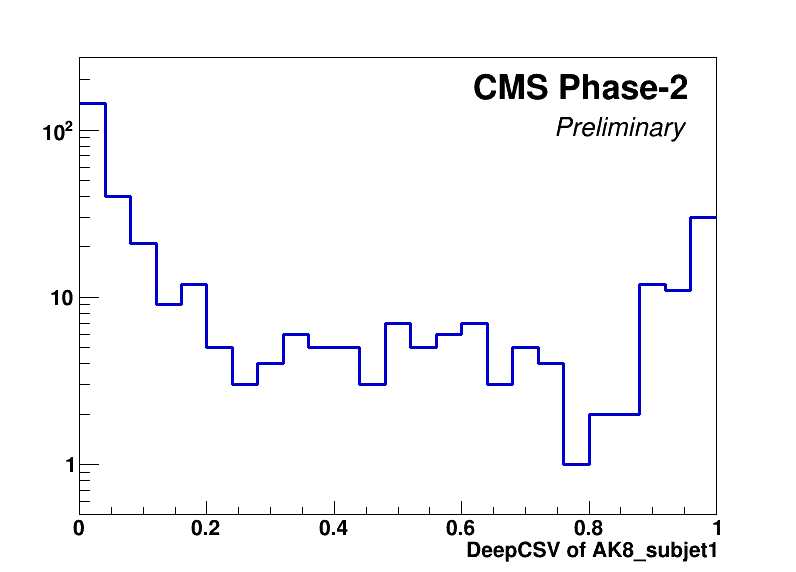 CMS Phase-2
Preliminary
10²
10
1
0 0.2 0.4 0.6 0.8 1
DeepCSV of AK8_subjet1